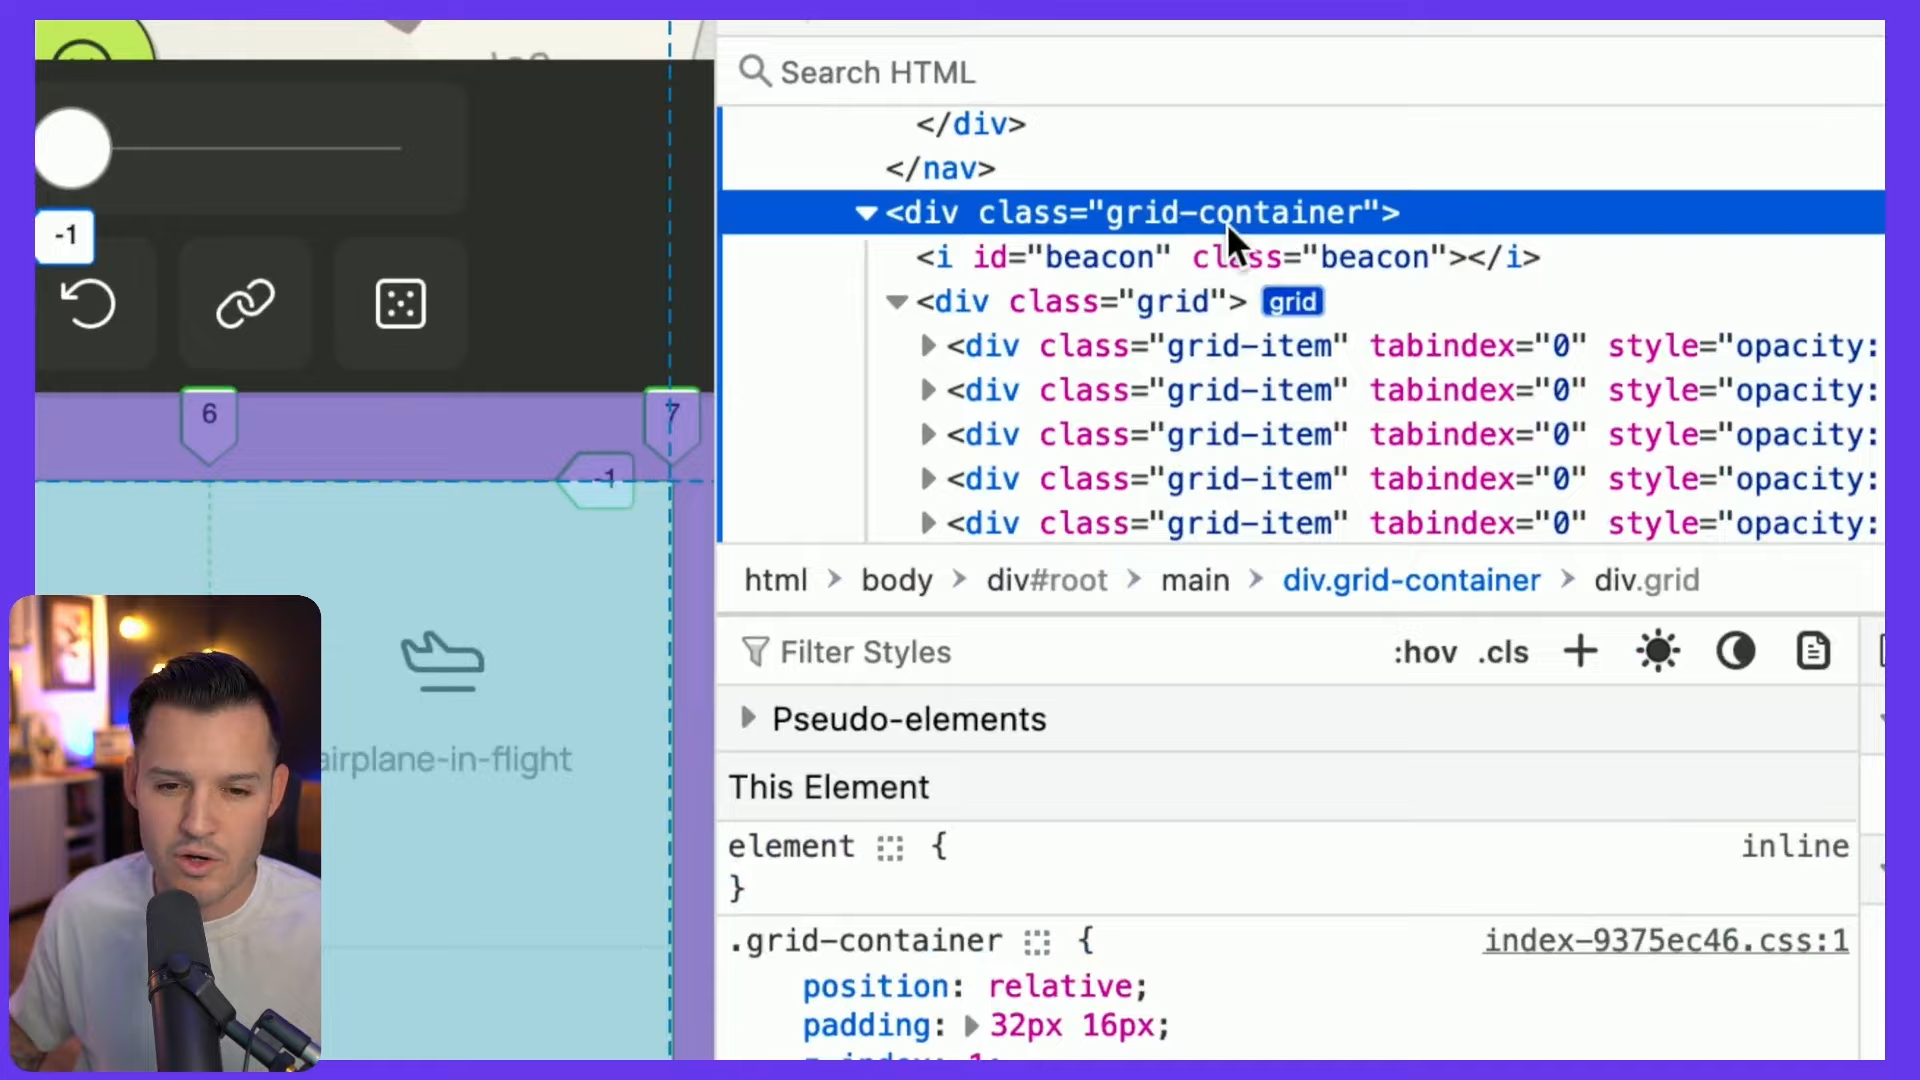 -1
6
7
-1
airplane-in-flight
Search HTML
</div>
</nav>
<div class="grid-container">
<i id="beacon" class="beacon"></i>
<div class="grid"> grid
<div class="grid-item" tabindex="0" style="opacity:
<div class="grid-item" tabindex="0" style="opacity:
<div class="grid-item" tabindex="0" style="opacity:
<div class="grid-item" tabindex="0" style="opacity:
<div class="grid-item" tabindex="0" style="opacity:
html > body > div#root > main > div.grid-container > div.grid
Filter Styles :hov .cls +
Pseudo-elements
This Element
element { inline
}
.grid-container { index-9375ec46.css:1
position: relative;
padding: 32px 16px;
z-index: 1;